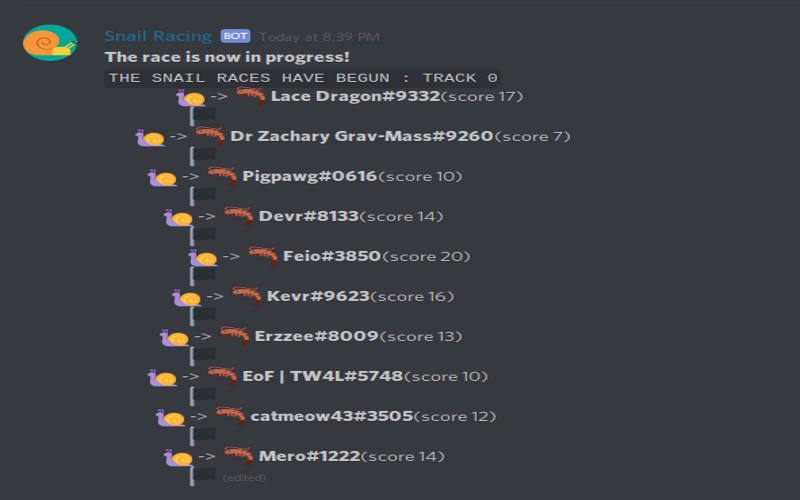 Snail Racing BOT Today at 8:39 PM
The race is now in progress!
THE SNAIL RACES HAVE BEGUN : TRACK 0
-> Lace Dragon#9332(score 17)
-> Dr Zachary Grav-Mass#9260(score 7)
-> Pigpawg#0616(score 10)
-> Devr#8133(score 14)
-> Feio#3850(score 20)
-> Kevr#9623(score 16)
-> Erzzee#8009(score 13)
-> EoF | TW4L#5748(score 10)
-> catmeow43#3505(score 12)
-> Mero#1222(score 14)
(edited)